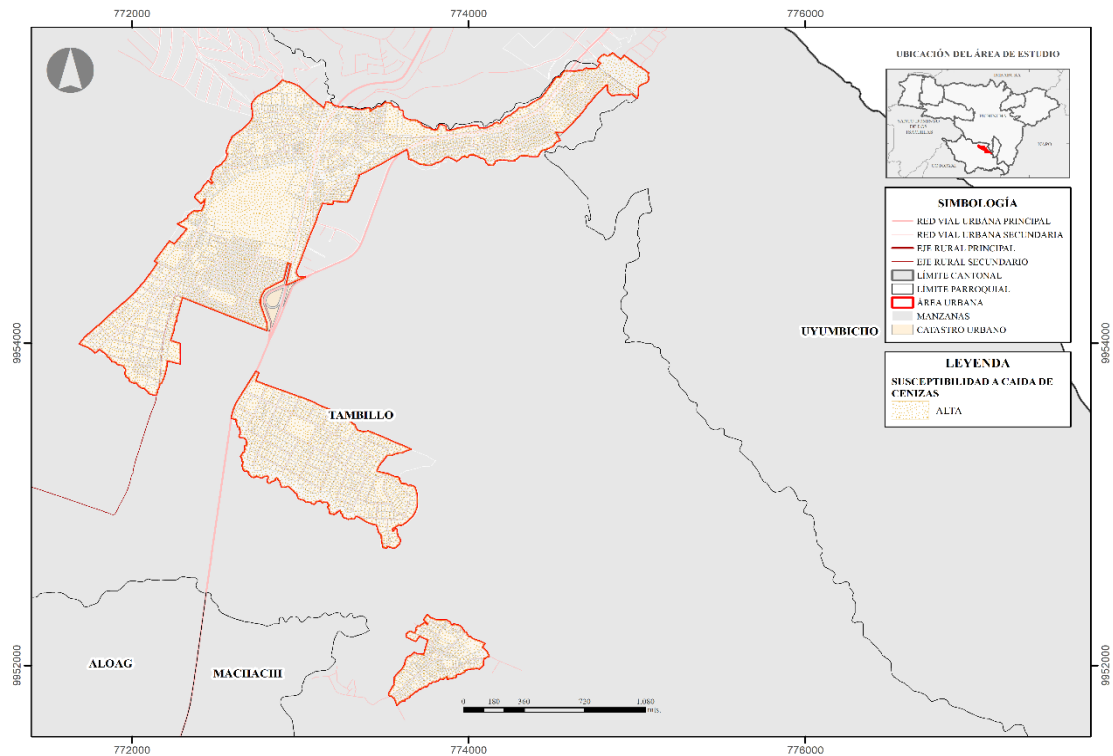 772000
774000
776000
UBICACIÓN DEL ÁREA DE ESTUDIO
PICHINCHA
SIMBOLOGÍA
RED VIAL URBANA PRINCIPAL
RED VIAL URBANA SECUNDARIA
EJE RURAL PRINCIPAL
EJE RURAL SECUNDARIO
LÍMITE CANTONAL
LÍMITE PARROQUIAL
ÁREA URBANA
MANZANAS
CATASTRO URBANO
9954000
UYUMBICHO
9954000
LEYENDA
SUSCEPTIBILIDAD A CAIDA DE
CENIZAS
ALTA
TAMBILLO
9952000
ALOAG
MACHACHI
9952000
0 180 360 720 1.080
mts.
772000
774000
776000